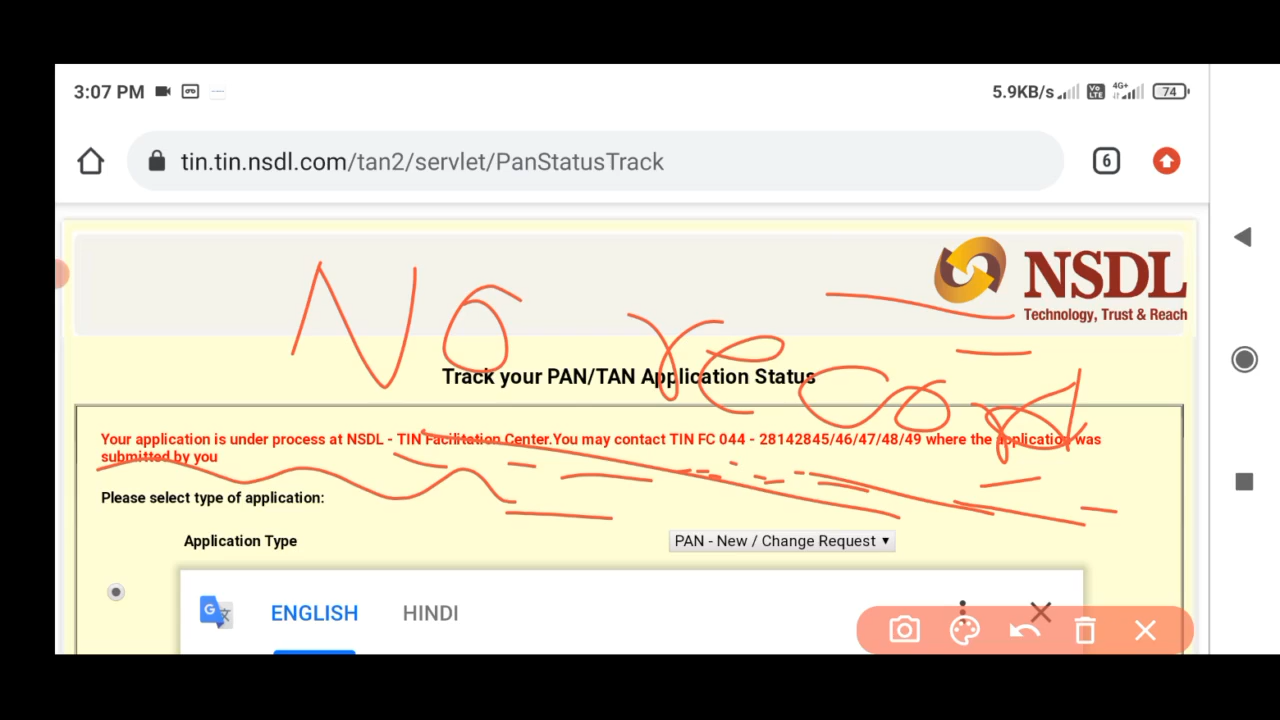 3:07 PM
5.9KB/s Vo LTE 4G+ 74
tin.tin.nsdl.com/tan2/servlet/PanStatusTrack
6
NSDL
Technology, Trust & Reach
No record
Track your PAN/TAN Application Status
Your application is under process at NSDL - TIN Facilitation Center.You may contact TIN FC 044 - 28142845/46/47/48/49 where the application was
submitted by you
Please select type of application:
Application Type
PAN - New / Change Request
G
ENGLISH HINDI